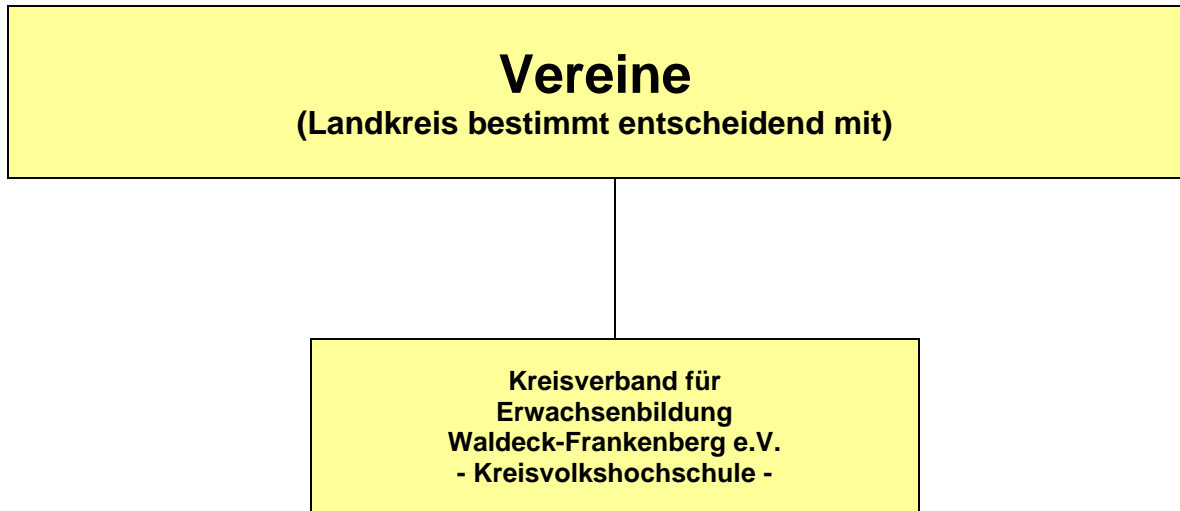 Vereine
(Landkreis bestimmt entscheidend mit)
Kreisverband für
Erwachsenbildung
Waldeck-Frankenberg e.V.
- Kreisvolkshochschule -